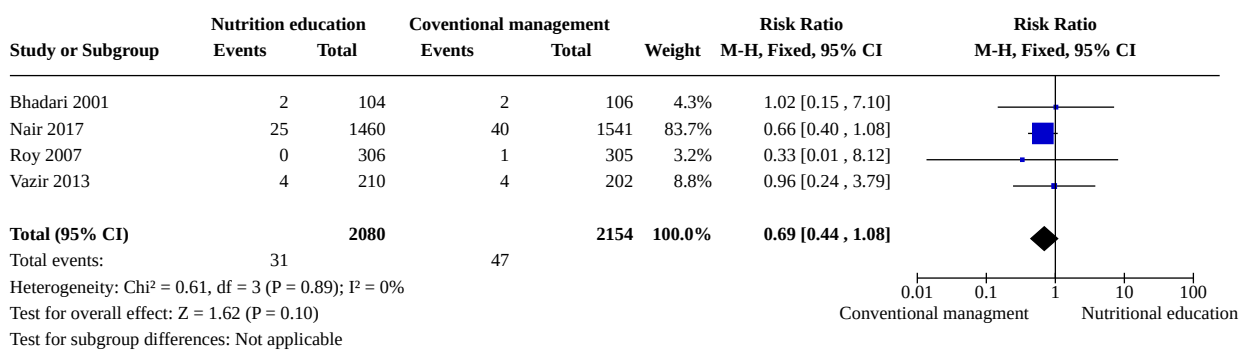 Nutrition education Coventional management Risk Ratio Risk Ratio
Study or Subgroup Events Total Events Total Weight M-H, Fixed, 95% CI M-H, Fixed, 95% CI
Bhadari 2001 2 104 2 106 4.3% 1.02 [0.15 , 7.10]
Nair 2017 25 1460 40 1541 83.7% 0.66 [0.40 , 1.08]
Roy 2007 0 306 1 305 3.2% 0.33 [0.01 , 8.12]
Vazir 2013 4 210 4 202 8.8% 0.96 [0.24 , 3.79]
Total (95% CI) 2080 2154 100.0% 0.69 [0.44 , 1.08]
Total events: 31 47
Heterogeneity: Chi² = 0.61, df = 3 (P = 0.89); I² = 0%
0.01 0.1 1 10 100
Test for overall effect: Z = 1.62 (P = 0.10) Conventional managment Nutritional education
Test for subgroup differences: Not applicable